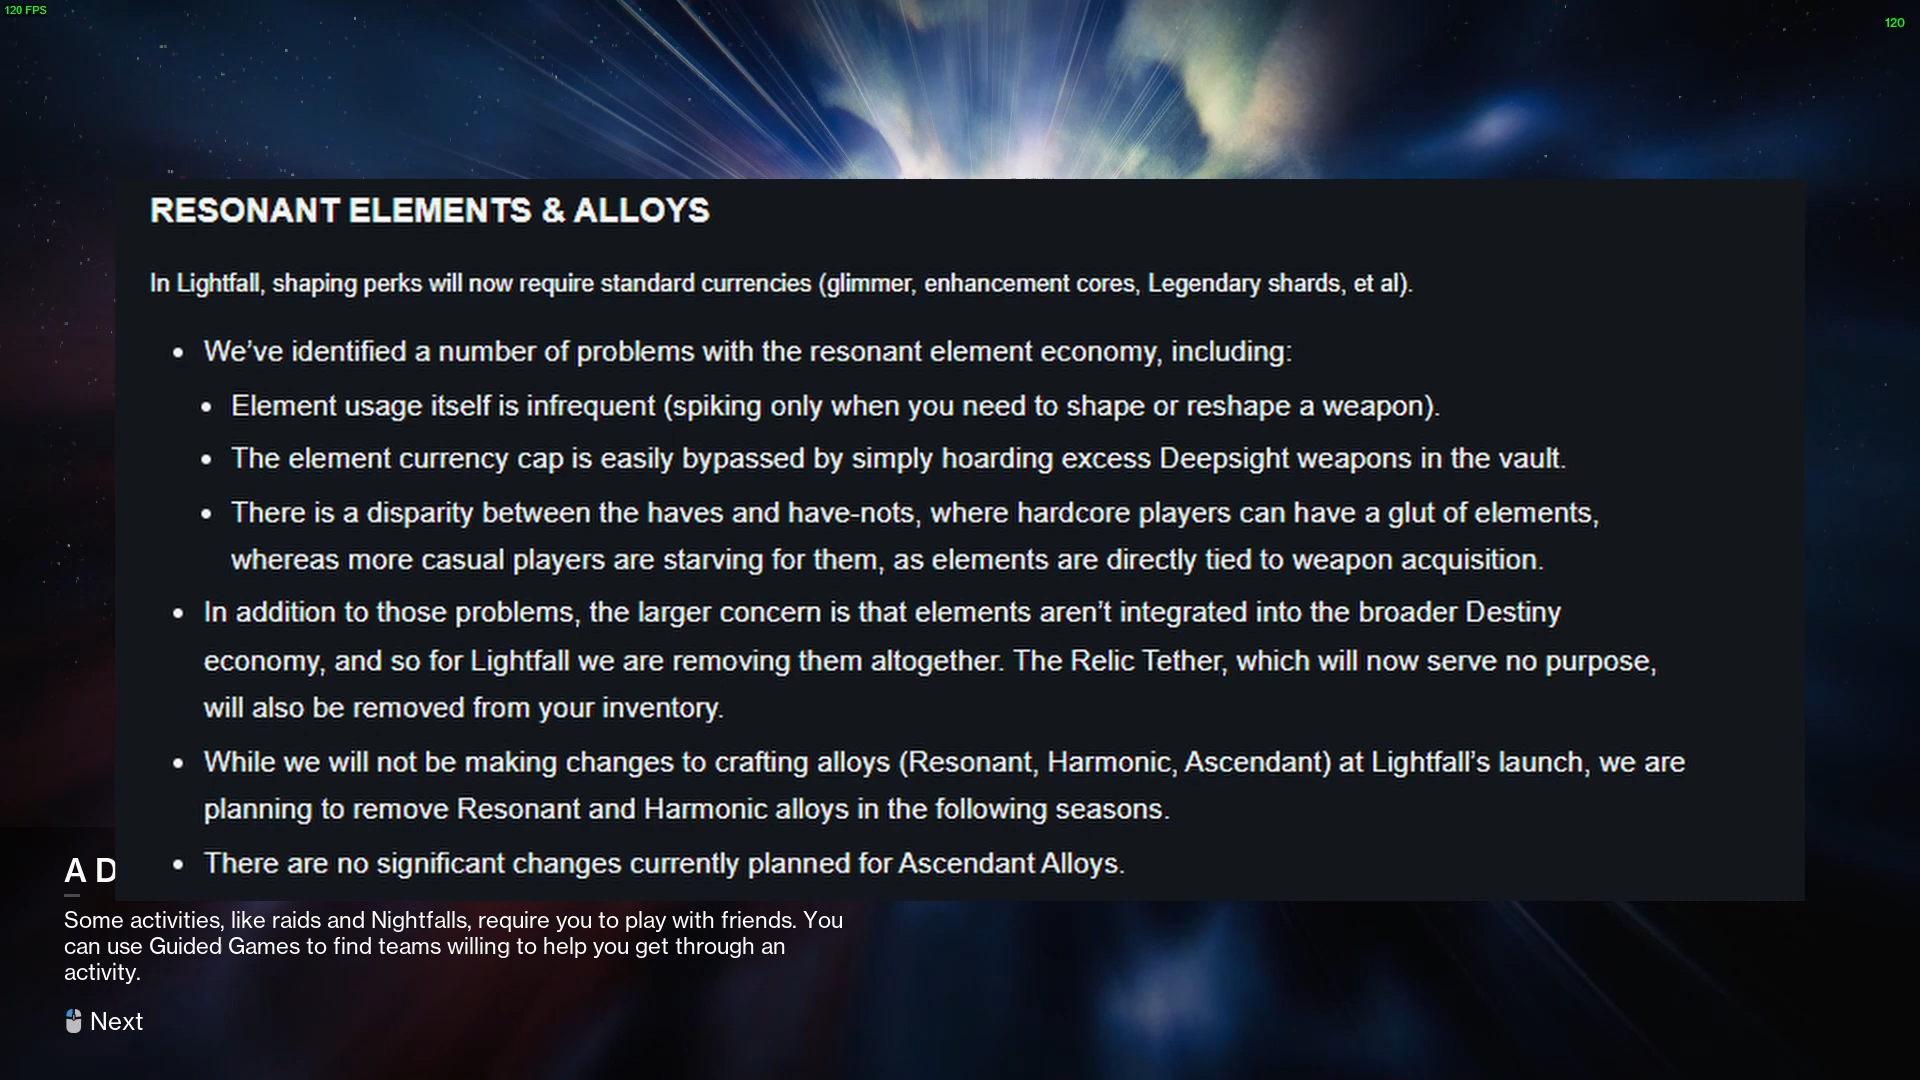 120 FPS
120
RESONANT ELEMENTS & ALLOYS
In Lightfall, shaping perks will now require standard currencies (glimmer, enhancement cores, Legendary shards, et al).
• We’ve identified a number of problems with the resonant element economy, including:
• Element usage itself is infrequent (spiking only when you need to shape or reshape a weapon).
• The element currency cap is easily bypassed by simply hoarding excess Deepsight weapons in the vault.
• There is a disparity between the haves and have-nots, where hardcore players can have a glut of elements,
whereas more casual players are starving for them, as elements are directly tied to weapon acquisition.
• In addition to those problems, the larger concern is that elements aren’t integrated into the broader Destiny
economy, and so for Lightfall we are removing them altogether. The Relic Tether, which will now serve no purpose,
will also be removed from your inventory.
• While we will not be making changes to crafting alloys (Resonant, Harmonic, Ascendant) at Lightfall’s launch, we are
planning to remove Resonant and Harmonic alloys in the following seasons.
• There are no significant changes currently planned for Ascendant Alloys.
A D
Some activities, like raids and Nightfalls, require you to play with friends. You
can use Guided Games to find teams willing to help you get through an
activity.
Next